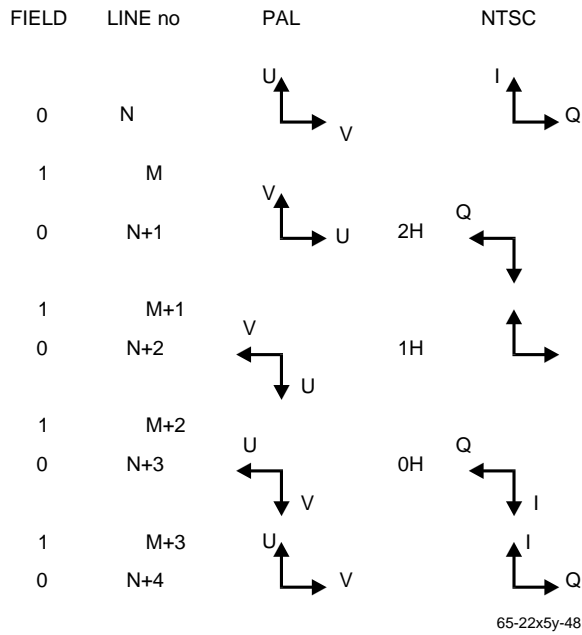 FIELD LINE no PAL NTSC
U I
0 N V Q
1 M
V
0 N+1 U 2H Q
1 M+1
V
0 N+2 1H
U
1 M+2
U Q
0 N+3 0H
V I
1 M+3 U I
0 N+4 V Q
65-22x5y-48